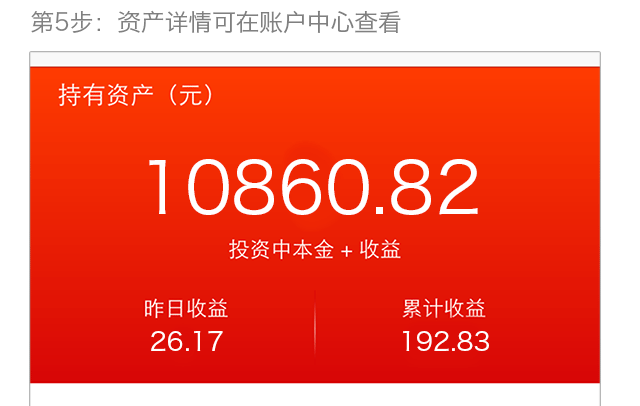 第5步：资产详情可在账户中心查看
持有资产（元）
10860.82
投资中本金 + 收益
昨日收益
累计收益
26.17
192.83